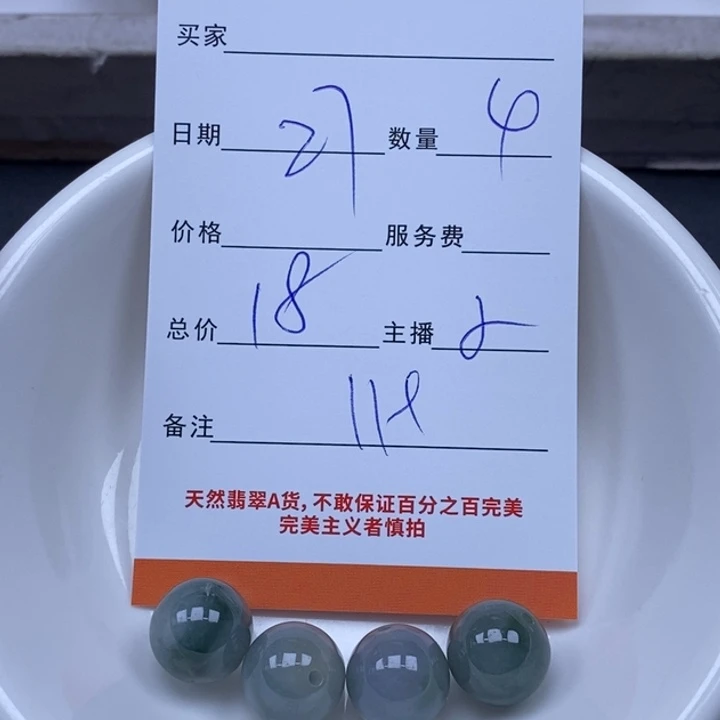 买家
日期 27 数量 4
价格 服务费
总价 18 主播
备注
天然翡翠A货,不敢保证百分之百完美
完美主义者慎拍